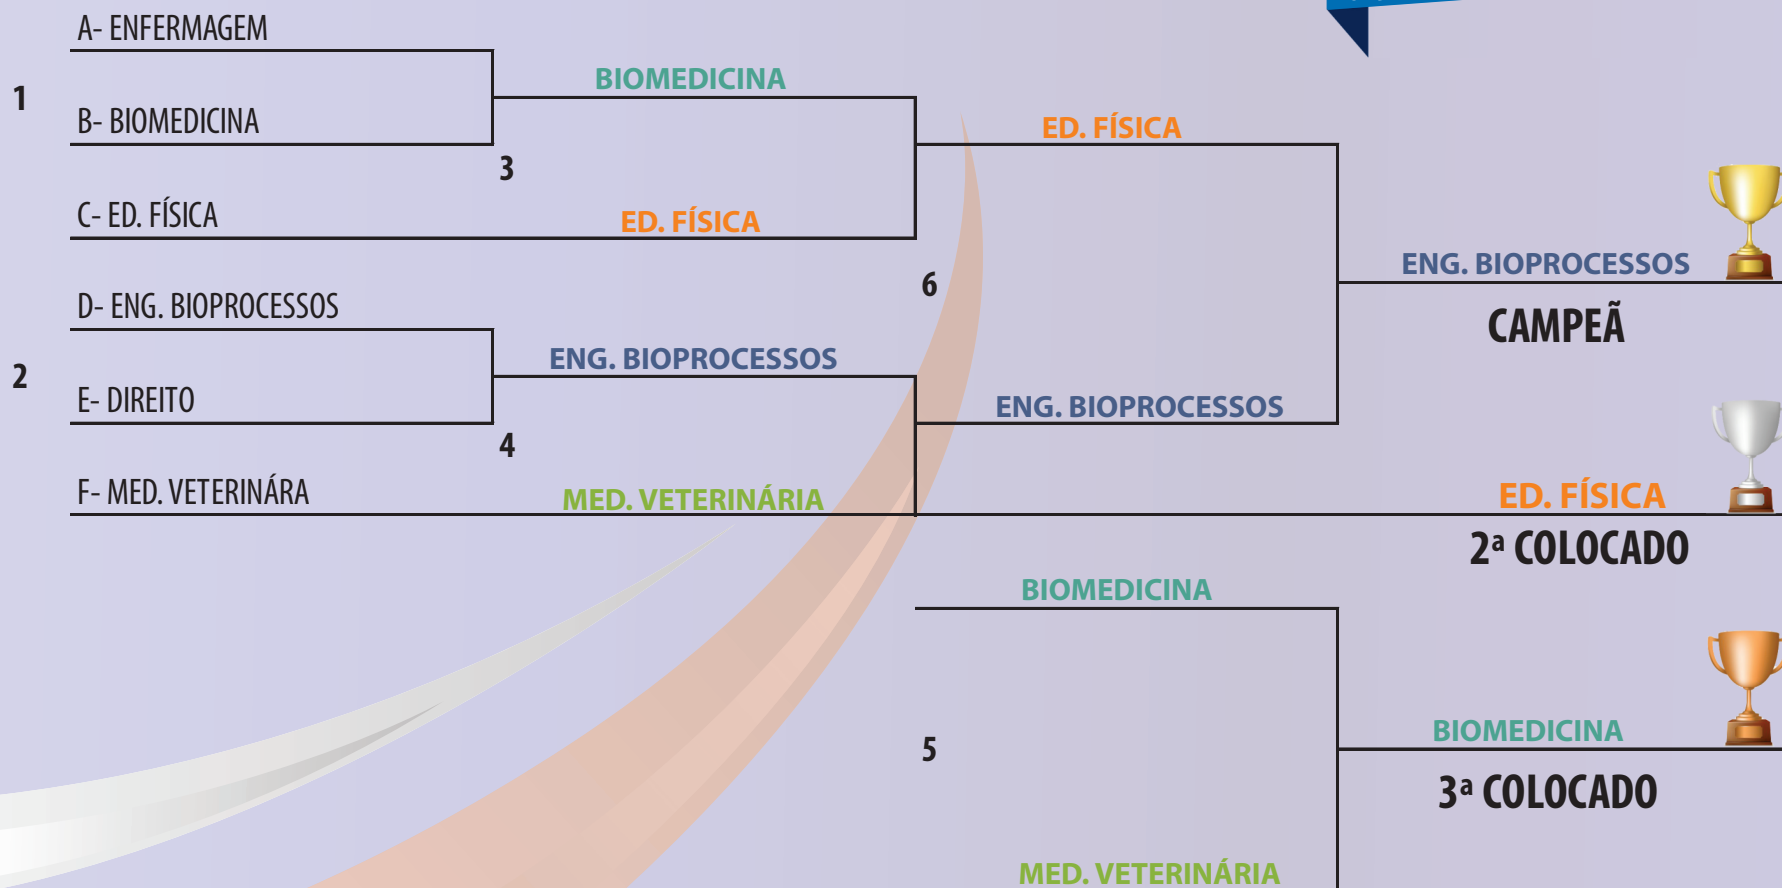 A- ENFERMAGEM
BIOMEDICINA
1
B- BIOMEDICINA
ED. FÍSICA
3
C- ED. FÍSICA
ED. FÍSICA
ENG. BIOPROCESSOS
6
D- ENG. BIOPROCESSOS
CAMPEÃ
ENG. BIOPROCESSOS
2
E- DIREITO
ENG. BIOPROCESSOS
4
F- MED. VETERINÁRA
MED. VETERINÁRIA
ED. FÍSICA
2ª COLOCADO
BIOMEDICINA
BIOMEDICINA
5
3ª COLOCADO
MED. VETERINÁRIA